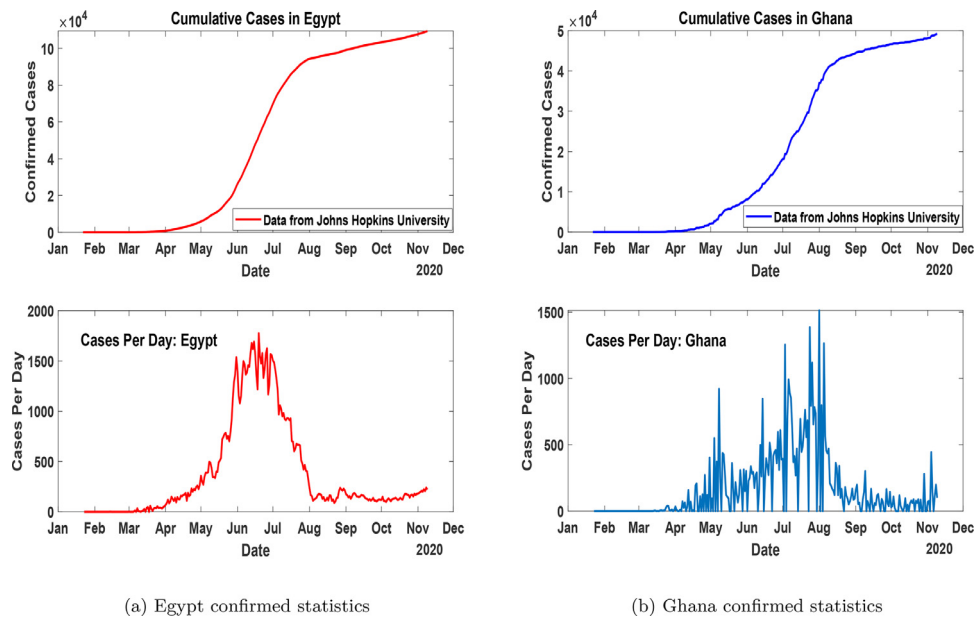 Cumulative Cases in Egypt
×10⁴
10
8
6
4
2
0
Confirmed Cases
Data from Johns Hopkins University
Jan Feb Mar Apr May Jun Jul Aug Sep Oct Nov Dec
Date
2020
Cumulative Cases in Ghana
×10⁴
5
4
3
2
1
0
Confirmed Cases
Data from Johns Hopkins University
Jan Feb Mar Apr May Jun Jul Aug Sep Oct Nov Dec
Date
2020
Cases Per Day: Egypt
2000
1500
1000
500
0
Cases Per Day
Jan Feb Mar Apr May Jun Jul Aug Sep Oct Nov Dec
Date
2020
Cases Per Day: Ghana
1500
1000
500
0
Cases Per Day
Jan Feb Mar Apr May Jun Jul Aug Sep Oct Nov Dec
Date
2020
(a) Egypt confirmed statistics
(b) Ghana confirmed statistics